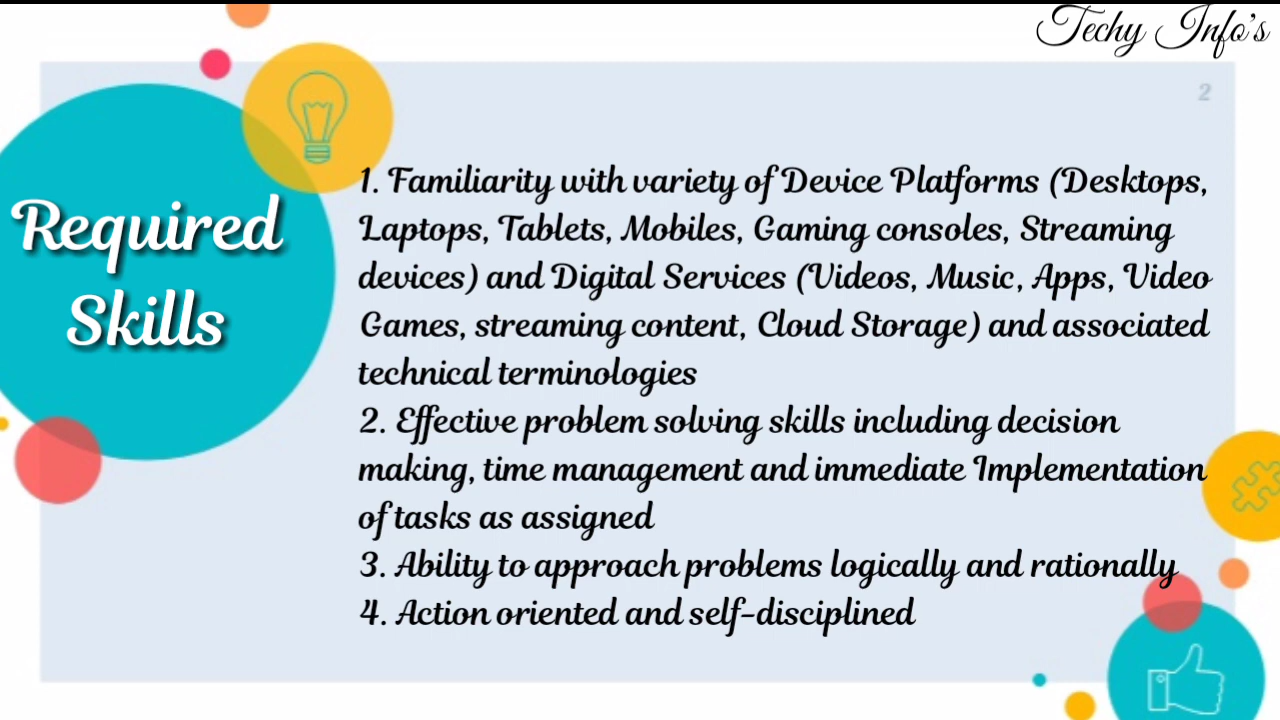 Techy Info's
2
Required
Skills
1. Familiarity with variety of Device Platforms (Desktops,
Laptops, Tablets, Mobiles, Gaming consoles, Streaming
devices) and Digital Services (Videos, Music, Apps, Video
Games, streaming content, Cloud Storage) and associated
technical terminologies
2. Effective problem solving skills including decision
making, time management and immediate Implementation
of tasks as assigned
3. Ability to approach problems logically and rationally
4. Action oriented and self-disciplined